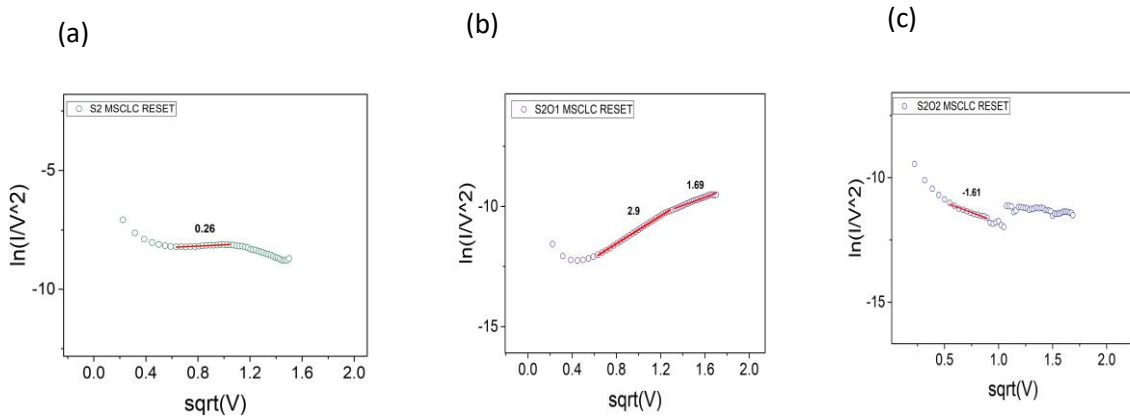 (a)
S2 MSCLC RESET
0.26
-5
-10
ln(I/V^2)
0.0 0.4 0.8 1.2 1.6 2.0
sqrt(V)
(b)
S2O1 MSCLC RESET
2.9
1.69
-10
-15
ln(I/V^2)
0.0 0.4 0.8 1.2 1.6 2.0
sqrt(V)
(c)
S2O2 MSCLC RESET
-1.61
-10
-15
ln(I/V^2)
0.5 1.0 1.5 2.0
sqrt(V)